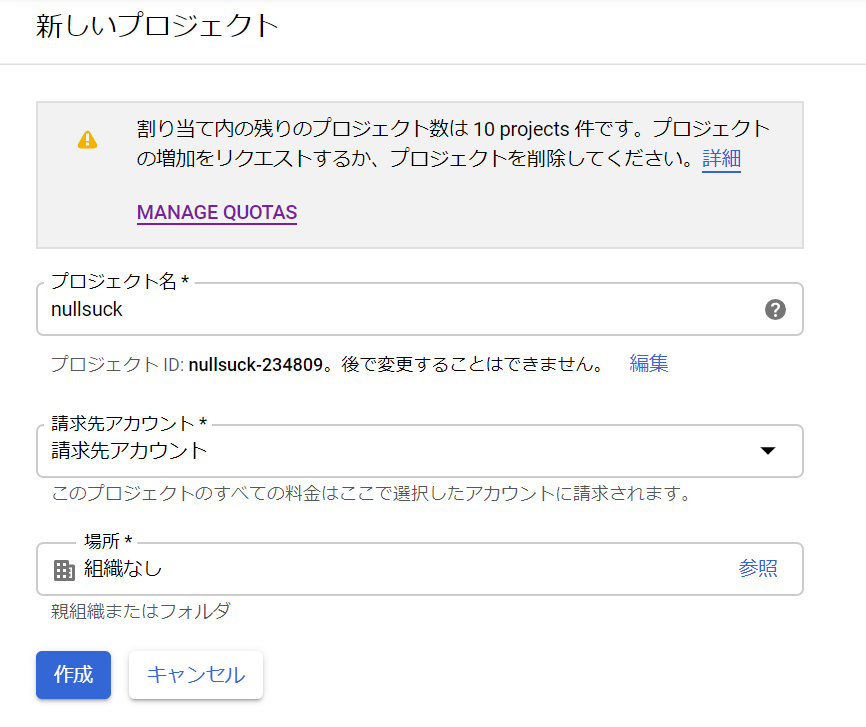 新しいプロジェクト
割り当て内の残りのプロジェクト数は 10 projects 件です。プロジェクト
の増加をリクエストするか、プロジェクトを削除してください。詳細
MANAGE QUOTAS
プロジェクト名 *
nullsuck
プロジェクト ID: nullsuck-234809。後で変更することはできません。 編集
請求先アカウント *
請求先アカウント
このプロジェクトのすべての料金はここで選択したアカウントに請求されます。
場所 *
組織なし 参照
親組織またはフォルダ
作成 キャンセル